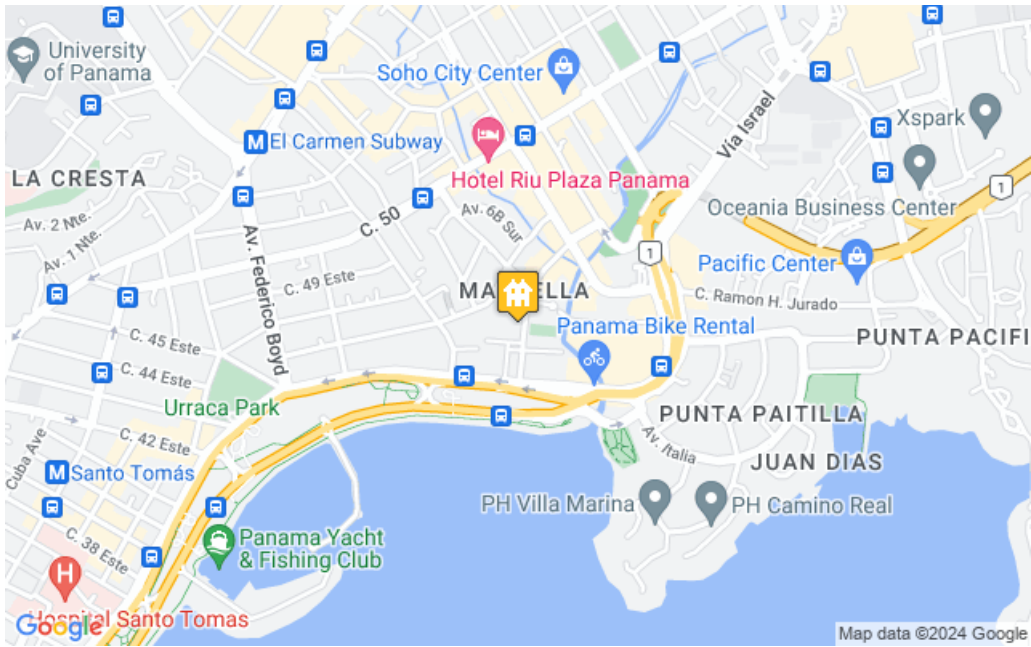 University
of Panama
Soho City Center
Xspark
El Carmen Subway
M
Vía Israel
LA CRESTA
Hotel Riu Plaza Panama
1
Av. 2 Nte.
C. 50
Av. 6B Sur
Oceania Business Center
Av. 1 Nte.
Av. Federico Boyd
1
Pacific Center
C. 49 Este
MA
ELLA
C. Ramon H. Jurado
Panama Bike Rental
C. 45 Este
PUNTA PACIFI
C. 44 Este
Urraca Park
PUNTA PAITILLA
C. 42 Este
Av. Italia
Cuba Ave
JUAN DIAS
M
Santo Tomás
PH Villa Marina
PH Camino Real
C. 38 Este
Panama Yacht
& Fishing Club
H
Hospital Santo Tomas
Google
Map data ©2024 Google